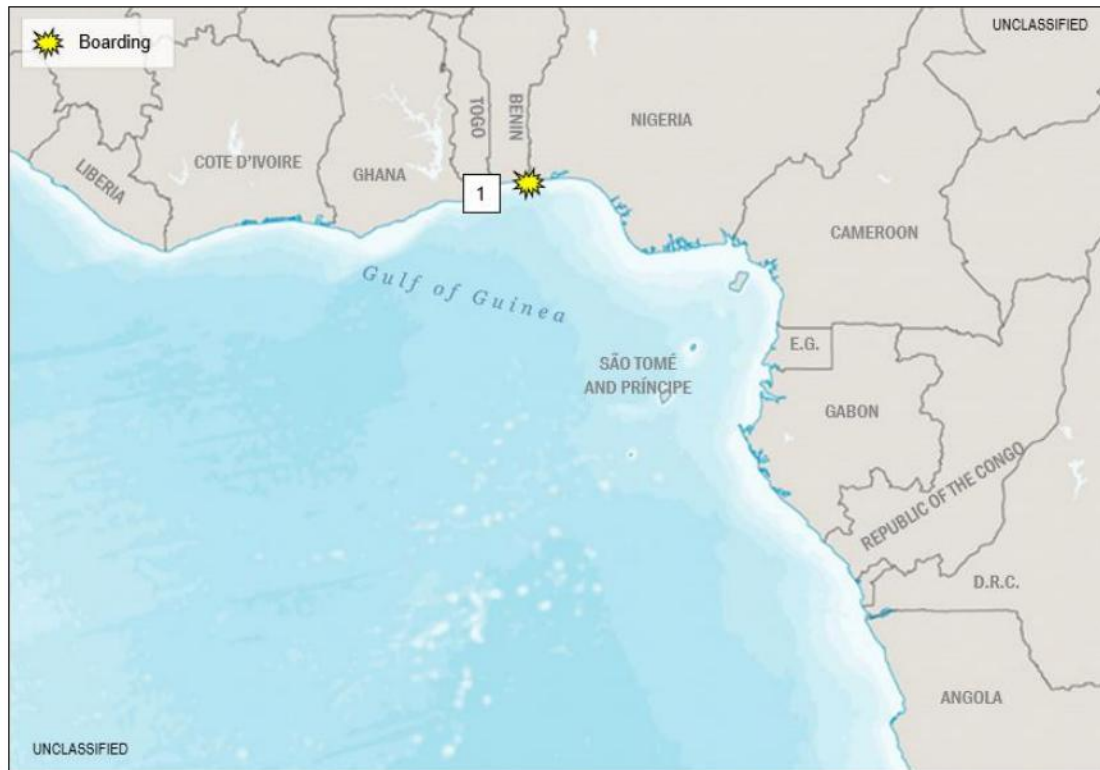 Boarding
UNCLASSIFIED
LIBERIA
COTE D'IVOIRE
GHANA
TOGO
BENIN
NIGERIA
1
CAMEROON
Gulf of Guinea
E.G.
SÃO TOMÉ
AND PRÍNCIPE
GABON
REPUBLIC OF THE CONGO
D.R.C.
ANGOLA
UNCLASSIFIED